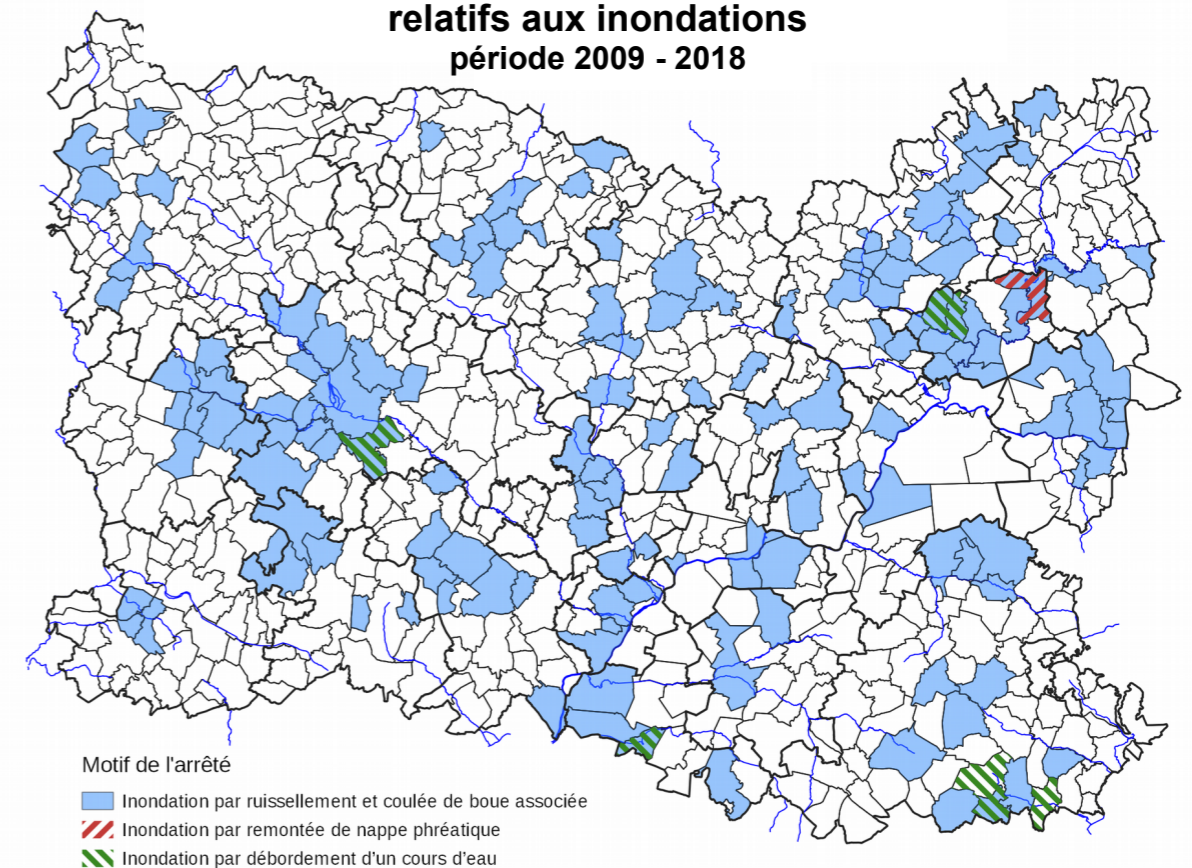 relatifs aux inondations
période 2009 - 2018
Motif de l'arrêté
Inondation par ruissellement et coulée de boue associée
Inondation par remontée de nappe phréatique
Inondation par débordement d'un cours d'eau